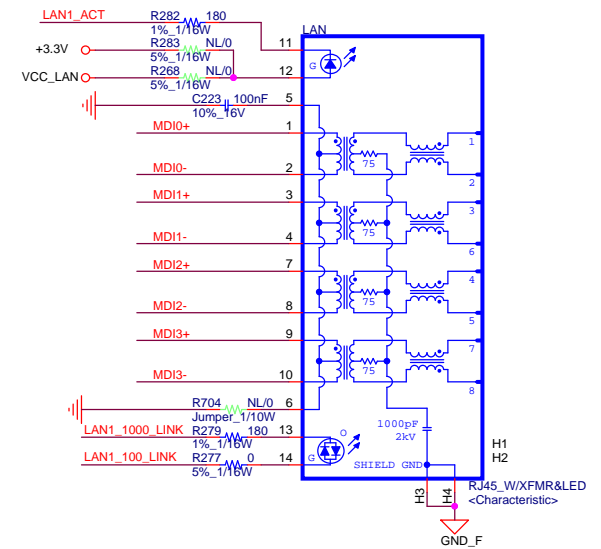 LAN1_ACT R282 180
1%_1/16W
LAN
+3.3V R283 NL/0 11
5%_1/16W
G
VCC_LAN R268 NL/0 12
5%_1/16W
C223 100nF 5
10%_16V
MDI0+ 1 1
75
MDI0- 2 2
MDI1+ 3 3
75
MDI1- 4 6
MDI2+ 7 4
75
MDI2- 8 5
MDI3+ 9 7
75
MDI3- 10 8
R704 NL/0 6
Jumper_1/10W
1000pF
2kV
LAN1_1000_LINK R279 180 13 O
1%_1/16W
H1
LAN1_100_LINK R277 0 14 G SHIELD GND H2
5%_1/16W
H3 H4 RJ45_W/XFMR&LED
<Characteristic>
GND_F